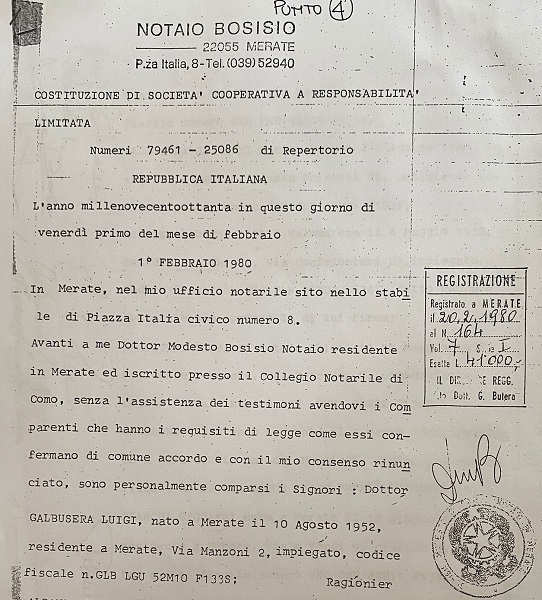 PUNTO 4
NOTAIO BOSISIO
22055 MERATE
P.za Italia, 8-Tel. (039) 52940
COSTITUZIONE DI SOCIETA' COOPERATIVA A RESPONSABILITA'
LIMITATA
Numeri 79461 - 25086 di Repertorio
REPUBBLICA ITALIANA
L'anno millenovecentoottanta in questo giorno di
venerdì primo del mese di febbraio
1° FEBBRAIO 1980
In Merate, nel mio ufficio notarile sito nello stabi
le di Piazza Italia civico numero 8.
Avanti a me Dottor Modesto Bosisio Notaio residente
in Merate ed iscritto presso il Collegio Notarile di
Como, senza l'assistenza dei testimoni avendovi i Com
parenti che hanno i requisiti di legge come essi con-
fermano di comune accordo e con il mio consenso rinun
ciato, sono personalmente comparsi i Signori : Dottor
GALBUSERA LUIGI, nato a Merate il 10 Agosto 1952,
residente a Merate, Via Manzoni 2, impiegato, codice
fiscale n.GLB LGU 52M10 F133S; Ragionier
REGISTRAZIONE
Registrato a MERATE
il 20.2.1980
al N. 164
Vol. 7 S.ie I
Esatte L. 41.000.-
IL REGG.
Dott. G. Butera